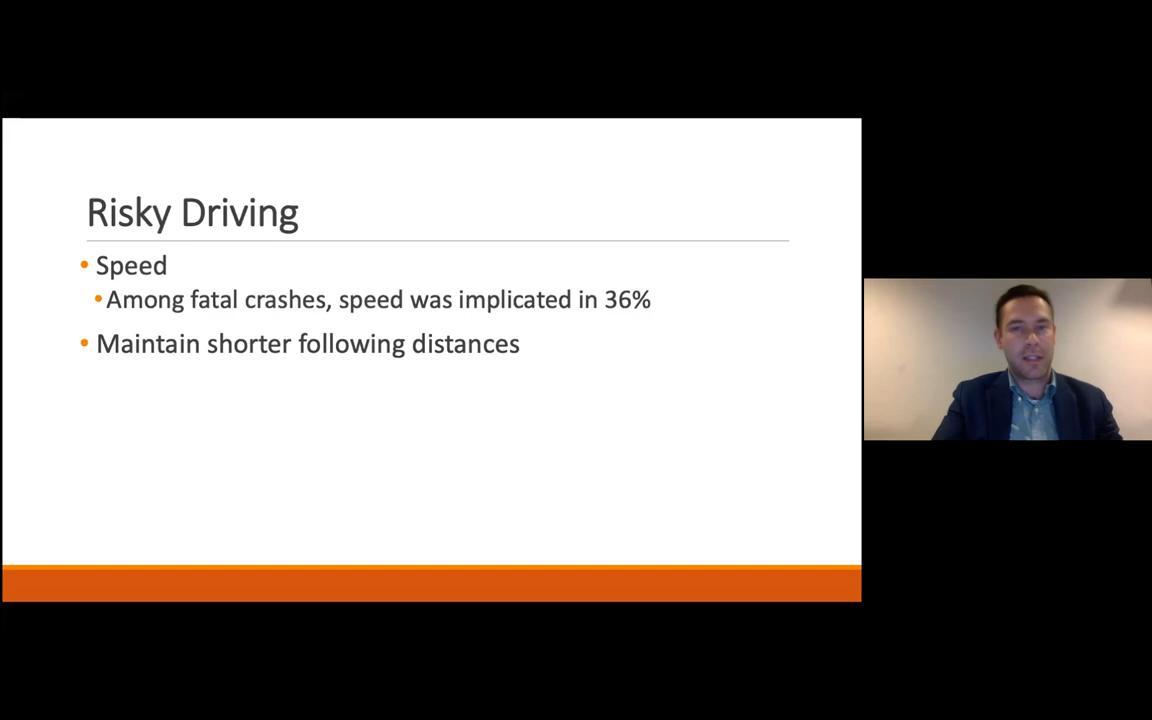 Risky Driving
• Speed
• Among fatal crashes, speed was implicated in 36%
• Maintain shorter following distances